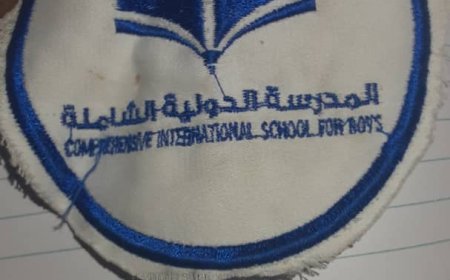 المدرسة الدولية الشاملة
COMPREHENSIVE INTERNATIONAL SCHOOL FOR BOYS